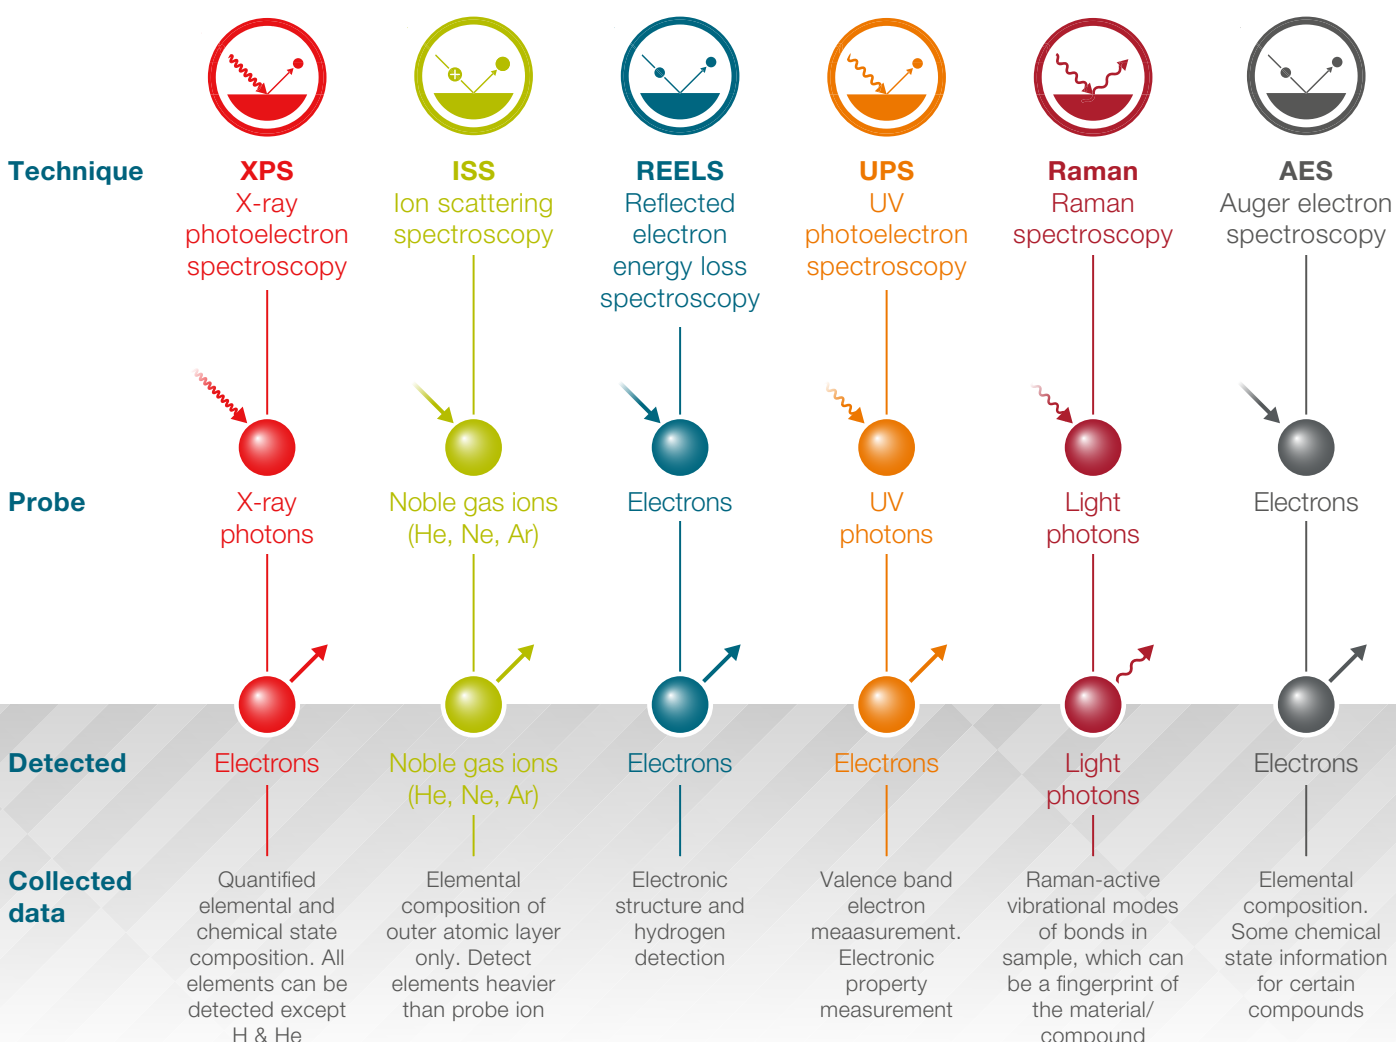 Technique
XPS
X-ray
photoelectron
spectroscopy
ISS
Ion scattering
spectroscopy
REELS
Reflected
electron
energy loss
spectroscopy
UPS
UV
photoelectron
spectroscopy
Raman
Raman
spectroscopy
AES
Auger electron
spectroscopy
Probe
X-ray
photons
Noble gas ions
(He, Ne, Ar)
Electrons
UV
photons
Light
photons
Electrons
Detected
Electrons
Noble gas ions
(He, Ne, Ar)
Electrons
Electrons
Light
photons
Electrons
Collected
data
Quantified
elemental and
chemical state
composition. All
elements can be
detected except
H & He
Elemental
composition of
outer atomic layer
only. Detect
elements heavier
than probe ion
Electronic
structure and
hydrogen
detection
Valence band
electron
meaasurement.
Electronic
property
measurement
Raman-active
vibrational modes
of bonds in
sample, which can
be a fingerprint of
the material/
compound
Elemental
composition.
Some chemical
state information
for certain
compounds